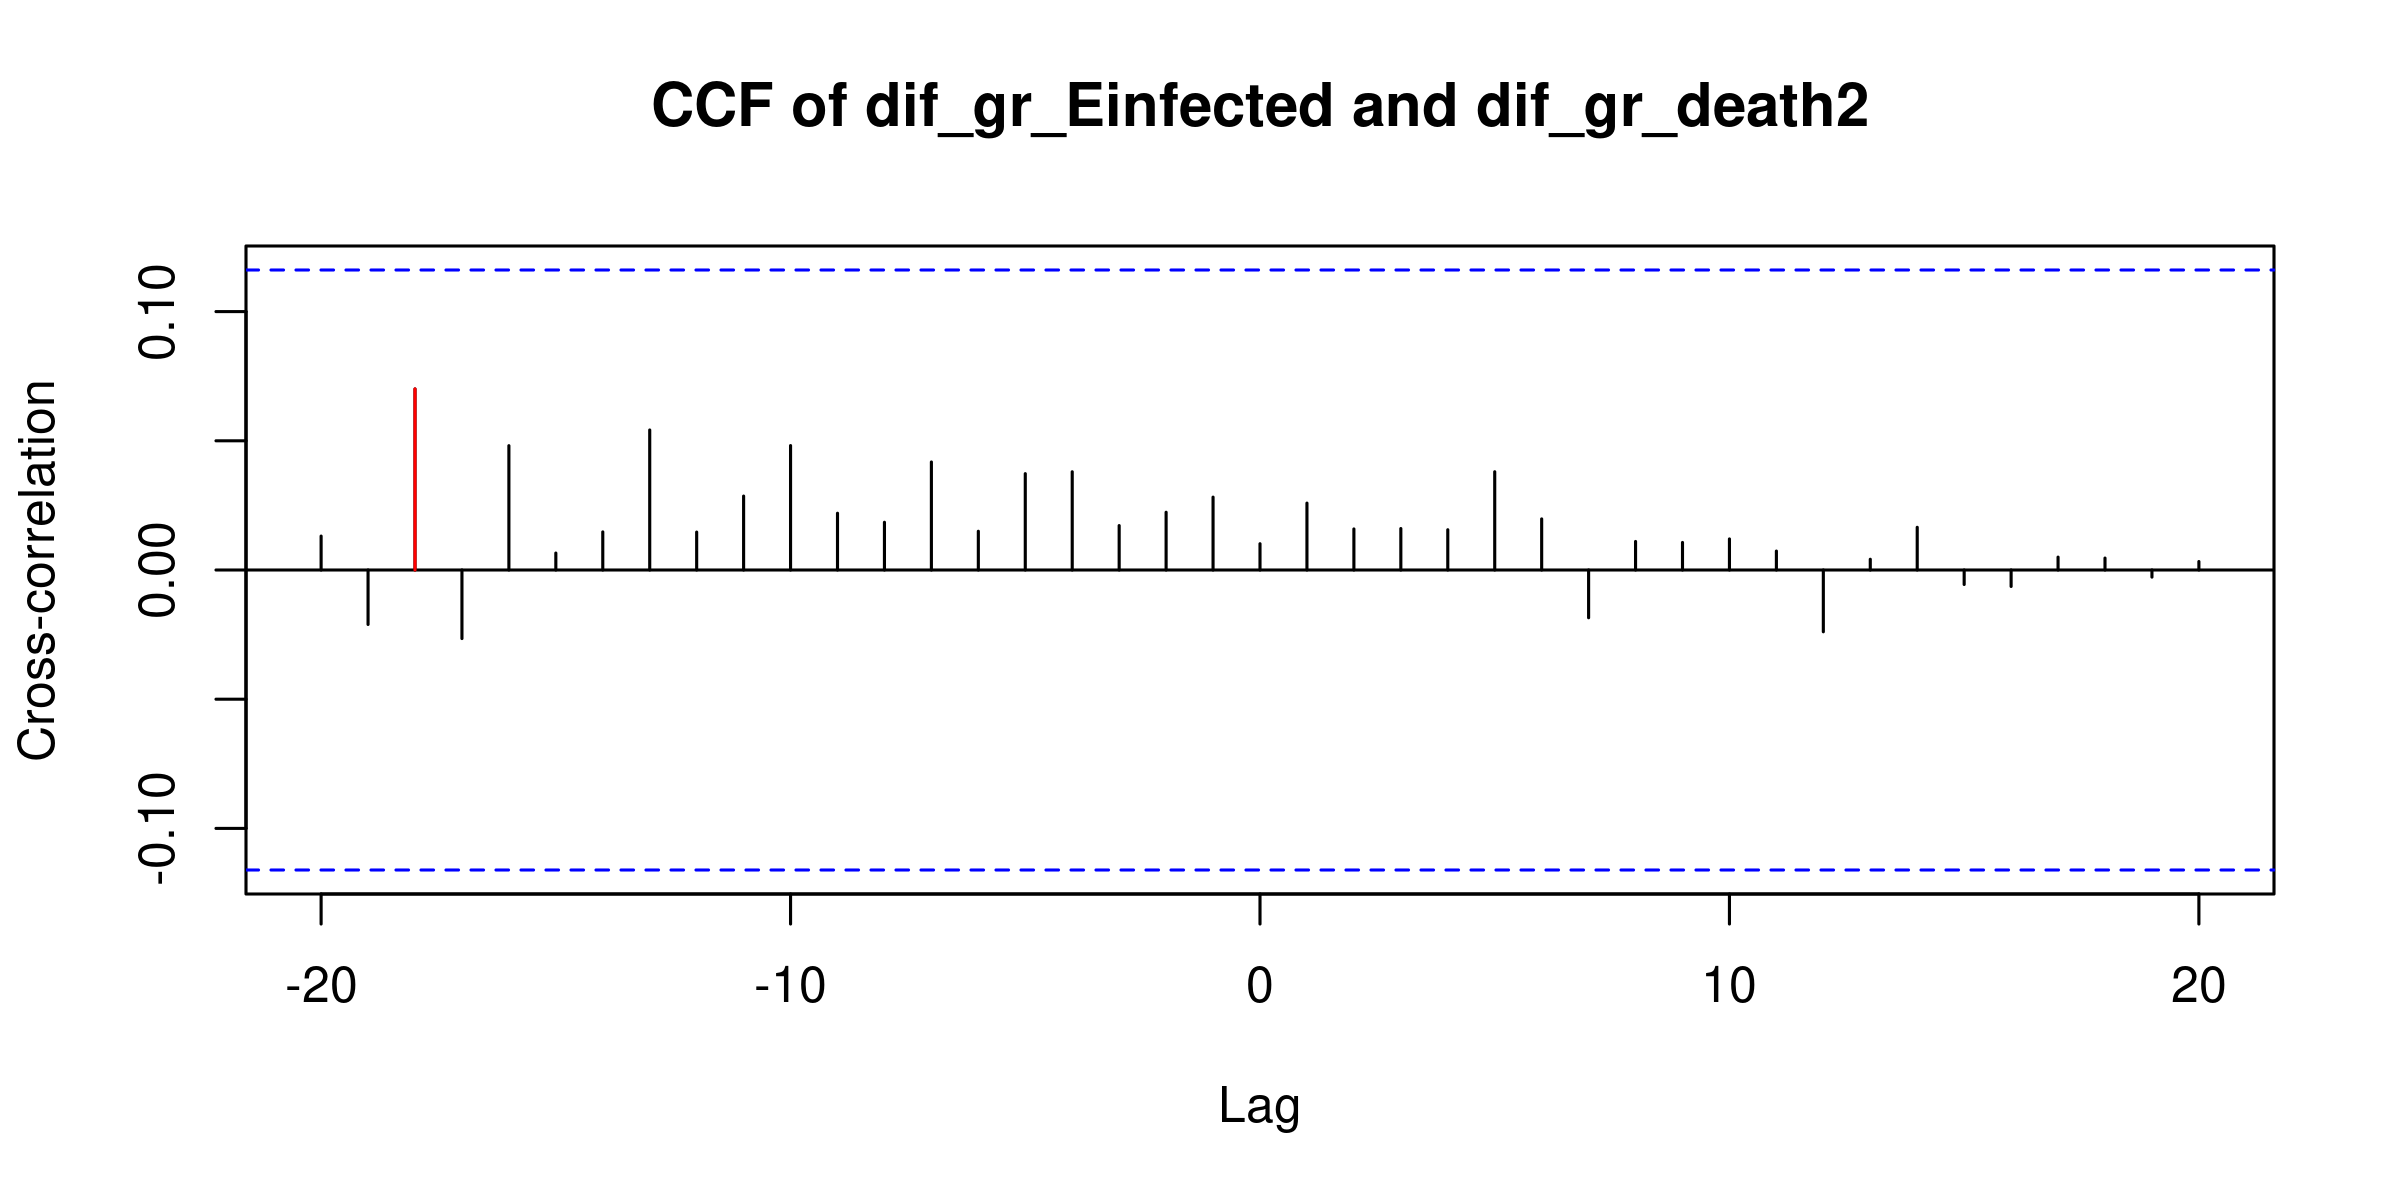 CCF of dif_gr_Einfected and dif_gr_death2
Cross-correlation
0.10
0.00
-0.10
-20 -10 0 10 20
Lag